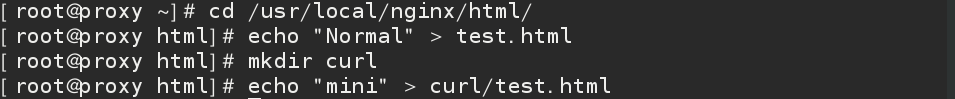 [root@proxy ~]# cd /usr/local/nginx/html/
[root@proxy html]# echo "Normal" > test.html
[root@proxy html]# mkdir curl
[root@proxy html]# echo "mini" > curl/test.html